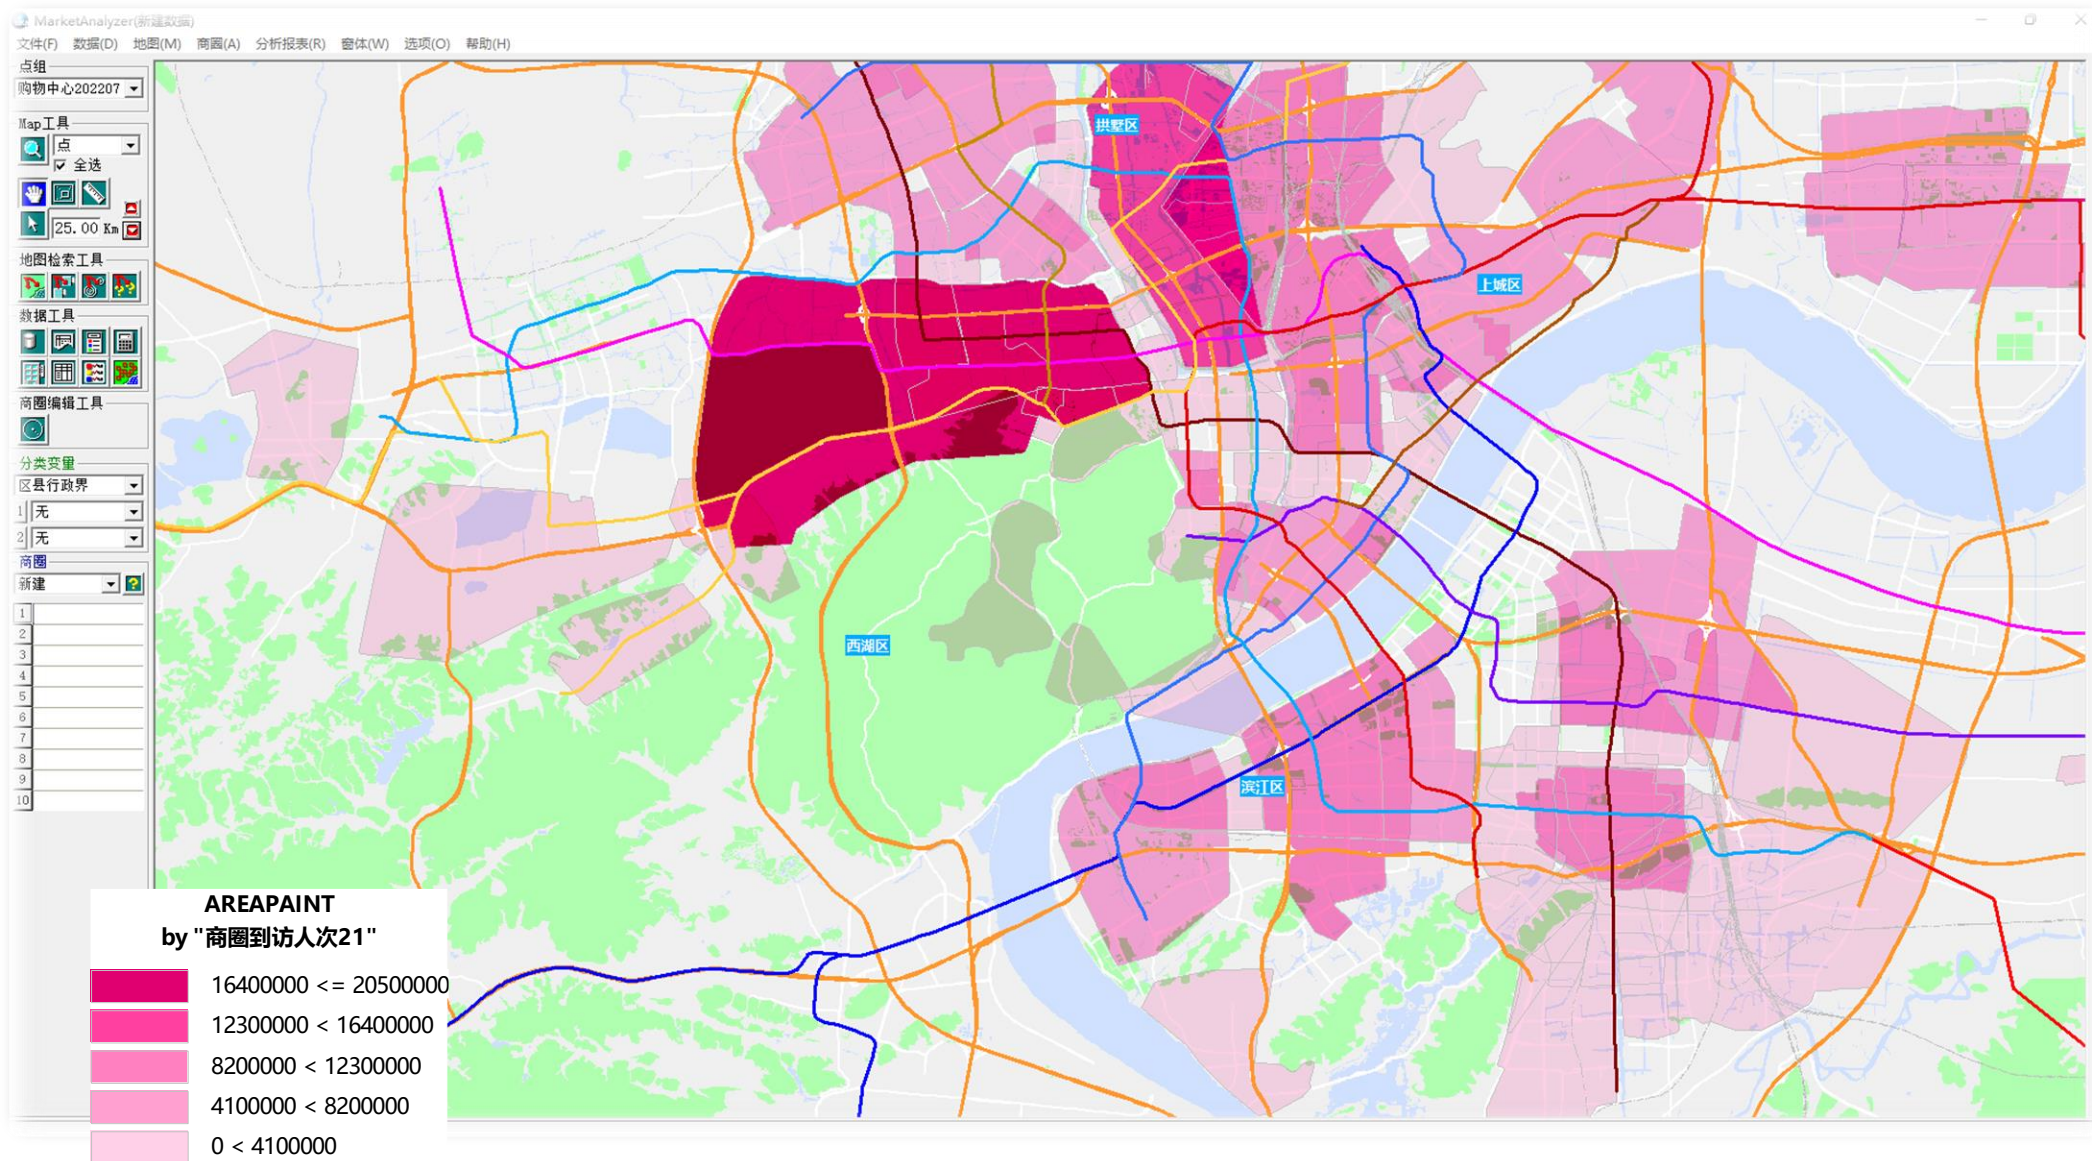 MarketAnalyzer(新建数据)
文件(F) 数据(D) 地图(M) 商圈(A) 分析报表(R) 窗体(W) 选项(O) 帮助(H)
点组
购物中心202207
Map工具
点
全选
25.00 Km
地图检索工具
数据工具
商圈编辑工具
分类变量
区县行政界
1 无
2 无
商圈
新建
1
2
3
4
5
6
7
8
9
10
拱墅区
上城区
西湖区
滨江区
AREAPAINT
by "商圈到访人次21"
16400000 <= 20500000
12300000 < 16400000
8200000 < 12300000
4100000 < 8200000
0 < 4100000